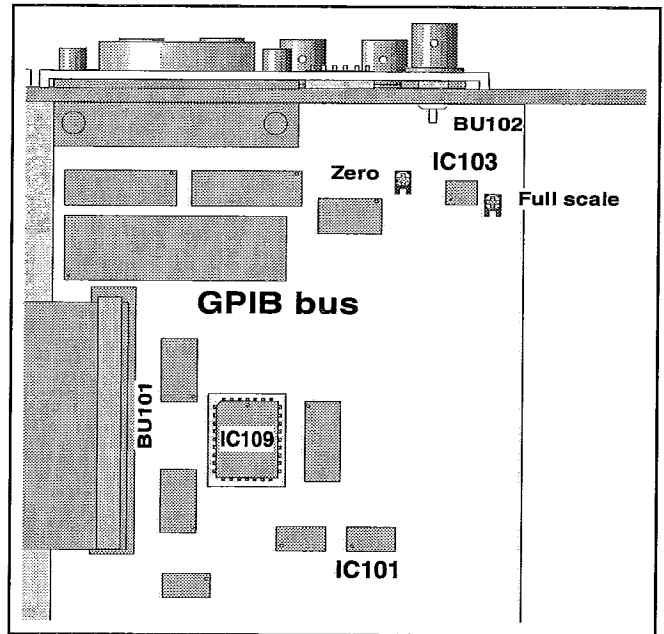 BU102
IC103
Zero
Full scale
GPIB bus
BU101
IC109
IC101